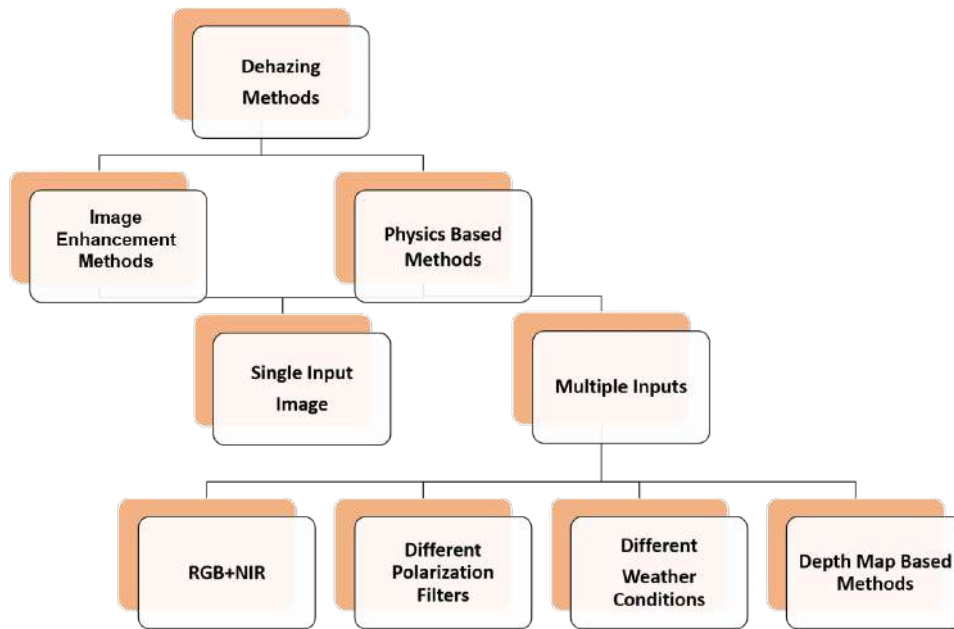 Dehazing
Methods
Image
Enhancement
Methods
Physics Based
Methods
Single Input
Image
Multiple Inputs
RGB+NIR
Different
Polarization
Filters
Different
Weather
Conditions
Depth Map Based
Methods